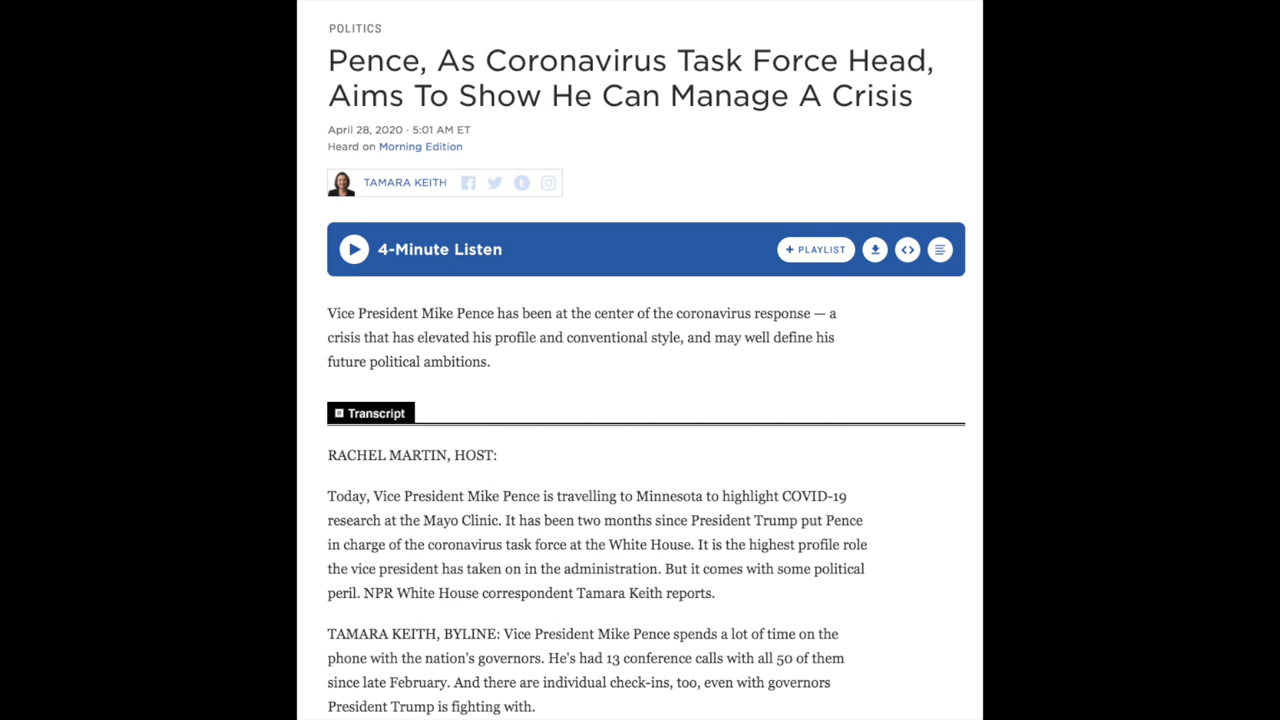 POLITICS
Pence, As Coronavirus Task Force Head,
Aims To Show He Can Manage A Crisis
April 28, 2020 · 5:01 AM ET
Heard on Morning Edition
TAMARA KEITH
4-Minute Listen
+ PLAYLIST
Vice President Mike Pence has been at the center of the coronavirus response — a
crisis that has elevated his profile and conventional style, and may well define his
future political ambitions.
Transcript
RACHEL MARTIN, HOST:
Today, Vice President Mike Pence is travelling to Minnesota to highlight COVID-19
research at the Mayo Clinic. It has been two months since President Trump put Pence
in charge of the coronavirus task force at the White House. It is the highest profile role
the vice president has taken on in the administration. But it comes with some political
peril. NPR White House correspondent Tamara Keith reports.
TAMARA KEITH, BYLINE: Vice President Mike Pence spends a lot of time on the
phone with the nation's governors. He's had 13 conference calls with all 50 of them
since late February. And there are individual check-ins, too, even with governors
President Trump is fighting with.